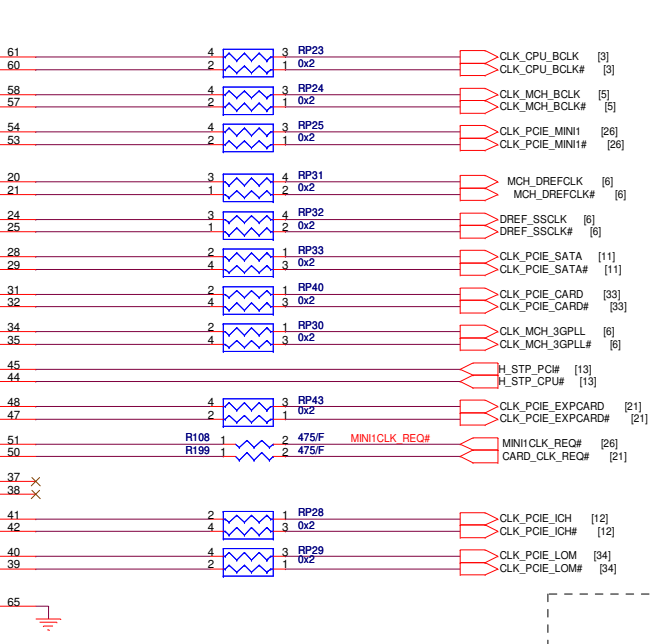 61 4 3 RP23 CLK_CPU_BCLK [3]
60 2 1 0x2 CLK_CPU_BCLK# [3]
58 4 3 RP24 CLK_MCH_BCLK [5]
57 2 1 0x2 CLK_MCH_BCLK# [5]
54 4 3 RP25 CLK_PCIE_MINI1 [26]
53 2 1 0x2 CLK_PCIE_MINI1# [26]
20 3 4 RP31 MCH_DREFCLK [6]
21 1 2 0x2 MCH_DREFCLK# [6]
24 3 4 RP32 DREF_SSCLK [6]
25 1 2 0x2 DREF_SSCLK# [6]
28 2 1 RP33 CLK_PCIE_SATA [11]
29 4 3 0x2 CLK_PCIE_SATA# [11]
31 2 1 RP40 CLK_PCIE_CARD [33]
32 4 3 0x2 CLK_PCIE_CARD# [33]
34 2 1 RP30 CLK_MCH_3GPLL [6]
35 4 3 0x2 CLK_MCH_3GPLL# [6]
45 H_STP_PCI# [13]
44 H_STP_CPU# [13]
48 4 3 RP43 CLK_PCIE_EXPCARD [21]
47 2 1 0x2 CLK_PCIE_EXPCARD# [21]
51 R108 1 2 475/F MINI1CLK_REQ# MINI1CLK_REQ# [26]
50 R199 1 2 475/F CARD_CLK_REQ# [21]
37
38
41 2 1 RP28 CLK_PCIE_ICH [12]
42 4 3 0x2 CLK_PCIE_ICH# [12]
40 4 3 RP29 CLK_PCIE_LOM [34]
39 2 1 0x2 CLK_PCIE_LOM# [34]
65